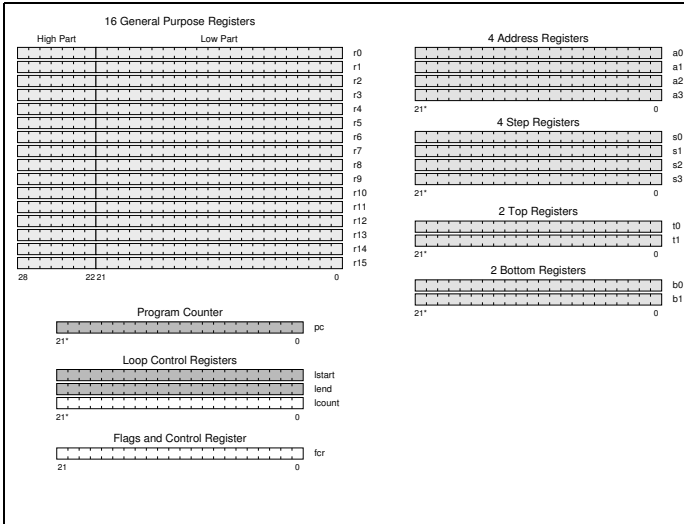 16 General Purpose Registers
High Part Low Part
r0
r1
r2
r3
r4
r5
r6
r7
r8
r9
r10
r11
r12
r13
r14
r15
28 22 21 0
Program Counter
pc
21* 0
Loop Control Registers
lstart
lend
lcount
21* 0
Flags and Control Register
fcr
21 0
4 Address Registers
a0
a1
a2
a3
21* 0
4 Step Registers
s0
s1
s2
s3
21* 0
2 Top Registers
t0
t1
21* 0
2 Bottom Registers
b0
b1
21* 0